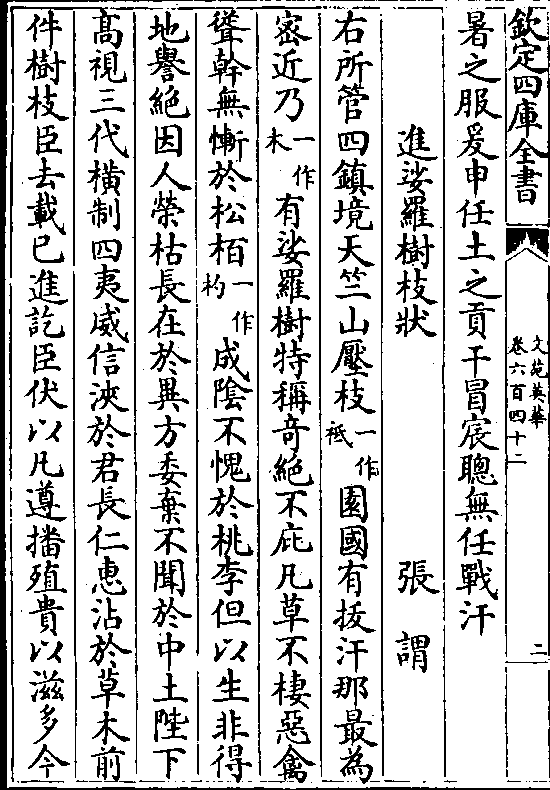 欽定四庫全書
文苑英華
卷六百四十二
二
暑之服爰申任土之貢干冒宸聰無任戰汗
進娑羅樹枝狀
張謂
右所管四鎮境天竺山壓枝一作袛園國有拔汗那最為
密近乃一作木有娑羅樹特稱奇絶不庇凡草不棲惡禽
聳幹無慚於松栢一作杓成陰不愧於桃李但以生非得
地譽絶因人榮枯長在於異方委棄不聞於中土陛下
髙視三代横制四夷威信浹於君長仁惠沾於草木前
件樹枝臣去載已進訖臣伏以凡遵播殖貴以滋多今